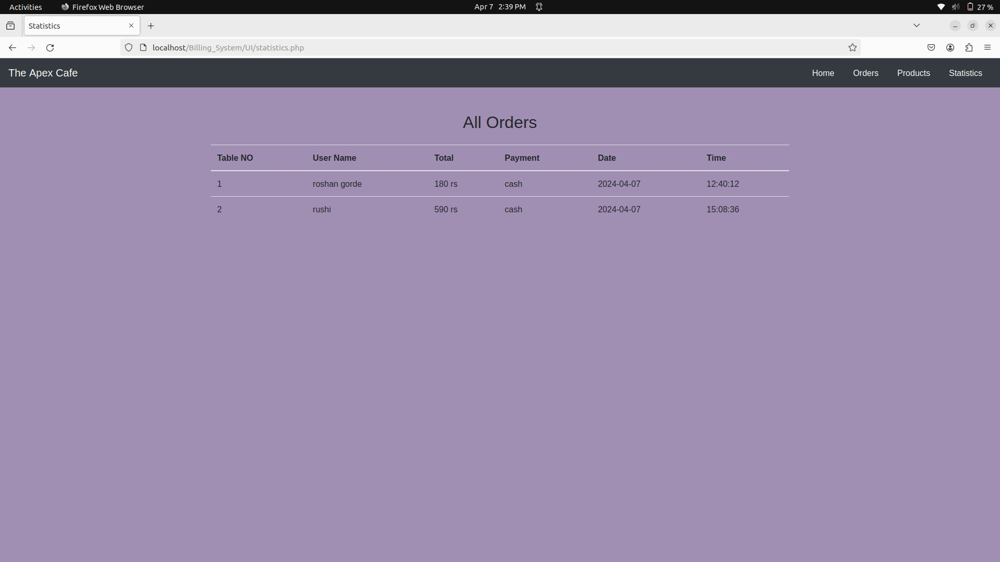 Activities Firefox Web Browser Apr 7 2:39 PM 27 %
Statistics
localhost/Billing_System/UI/statistics.php
The Apex Cafe Home Orders Products Statistics
All Orders
Table NO User Name Total Payment Date Time
1 roshan gorde 180 rs cash 2024-04-07 12:40:12
2 rushi 590 rs cash 2024-04-07 15:08:36